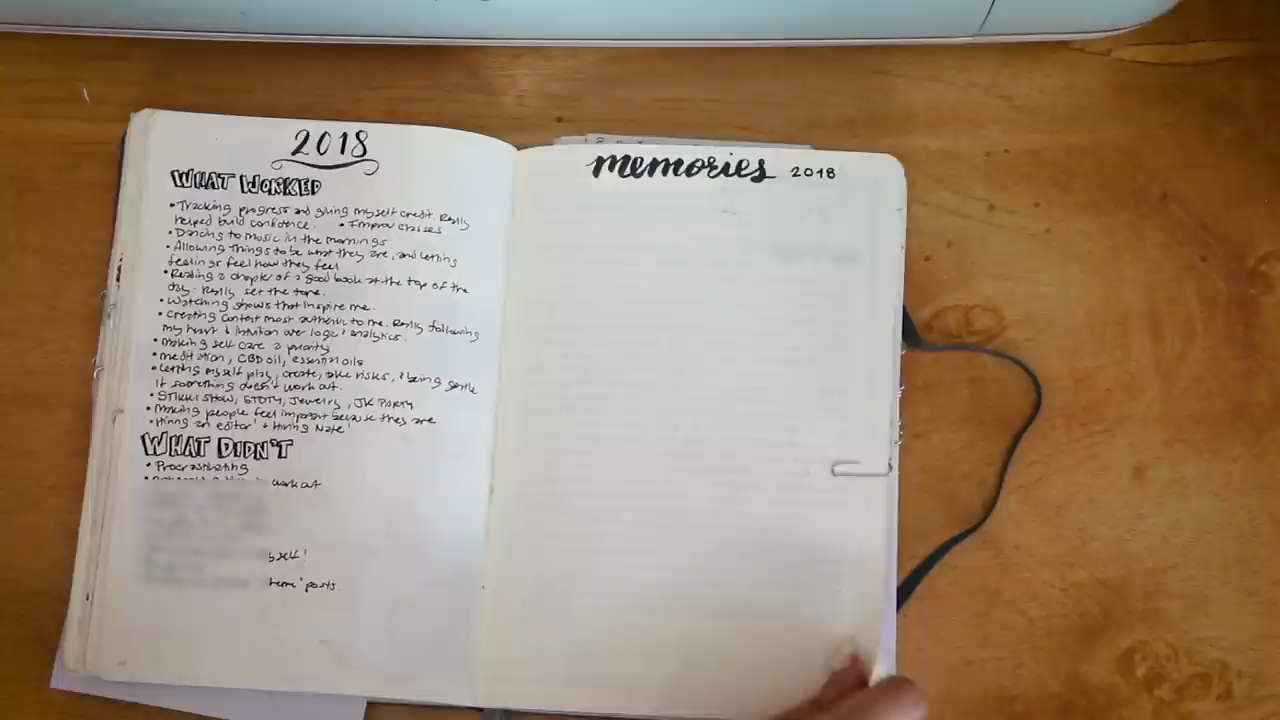 2018
WHAT WORKED
• Tracking progress and giving myself credit. Really
helped build confidence. • Improv classes
• Dancing to music in the mornings
• Allowing things to be what they are, and letting
feelings feel how they feel
• Reading a chapter of a good book at the top of the
day. Really set the tone.
• Watching shows that inspire me.
• Creating content most authentic to me. Really following
my heart & intuition over logic & analytics.
• Making self care a priority
• meditation, CBD oil, essential oils
• Letting myself play, create, take risks, & being gentle
if something doesn't work out.
• Stikki Show, STDTY, Jewelry, JK Party
• Making people feel important because they are
• Hiring an editor! + Hiring Nate!
WHAT DIDN'T
• Procrastinating
work out
self!
posts
memories 2018